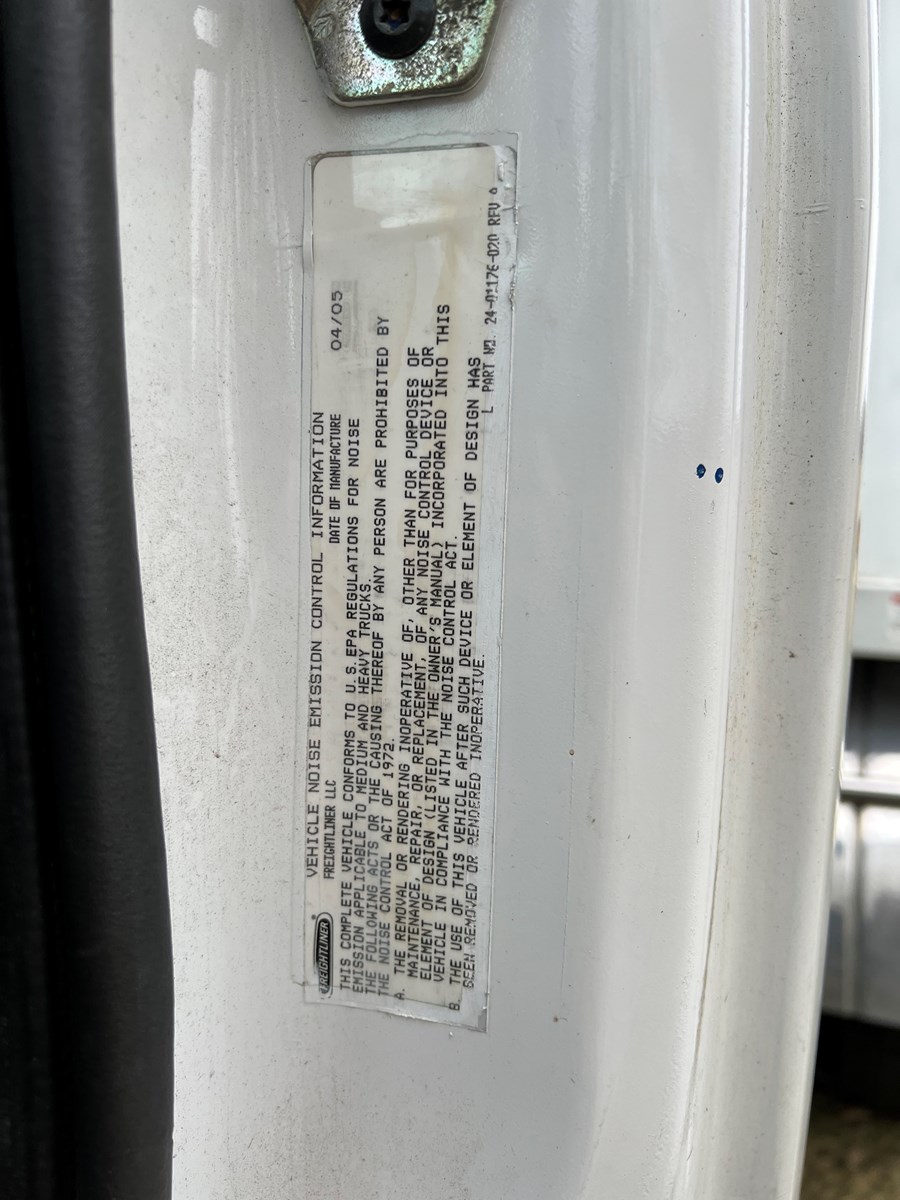 FREIGHTLINER
VEHICLE NOISE EMISSION CONTROL INFORMATION
FREIGHTLINER LLC DATE OF MANUFACTURE 04/05
THIS COMPLETE VEHICLE CONFORMS TO U.S.EPA REGULATIONS FOR NOISE
EMISSION APPLICABLE TO MEDIUM AND HEAVY TRUCKS.
THE FOLLOWING ACTS OR THE CAUSING THEREOF BY ANY PERSON ARE PROHIBITED BY
THE NOISE CONTROL ACT OF 1972.
A. THE REMOVAL OR RENDERING INOPERATIVE OF, OTHER THAN FOR PURPOSES OF
MAINTENANCE, REPAIR, OR REPLACEMENT, OF ANY NOISE CONTROL DEVICE OR
ELEMENT OF DESIGN (LISTED IN THE OWNER'S MANUAL) INCORPORATED INTO THIS
VEHICLE IN COMPLIANCE WITH THE NOISE CONTROL ACT.
B. THE USE OF THIS VEHICLE AFTER SUCH DEVICE OR ELEMENT OF DESIGN HAS
BEEN REMOVED OR RENDERED INOPERATIVE.
PART NO. 24-01176-020 REV